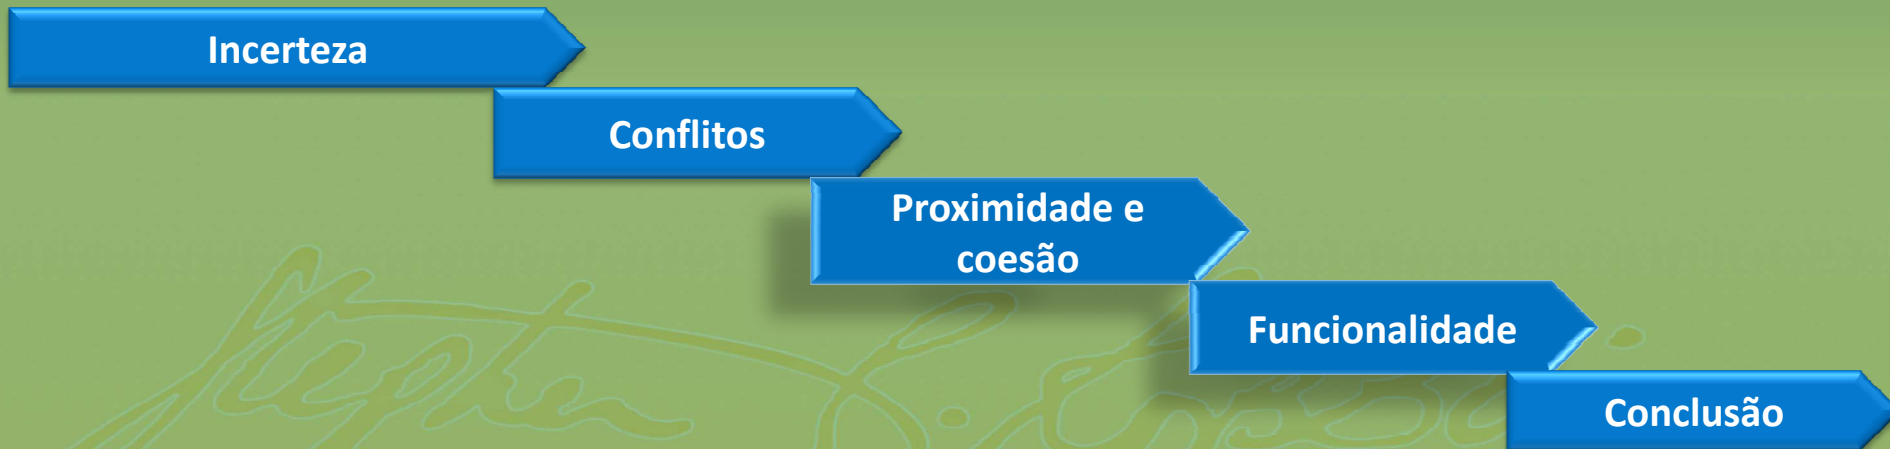 Incerteza
Conflitos
Proximidade e
coesão
Funcionalidade
Conclusão